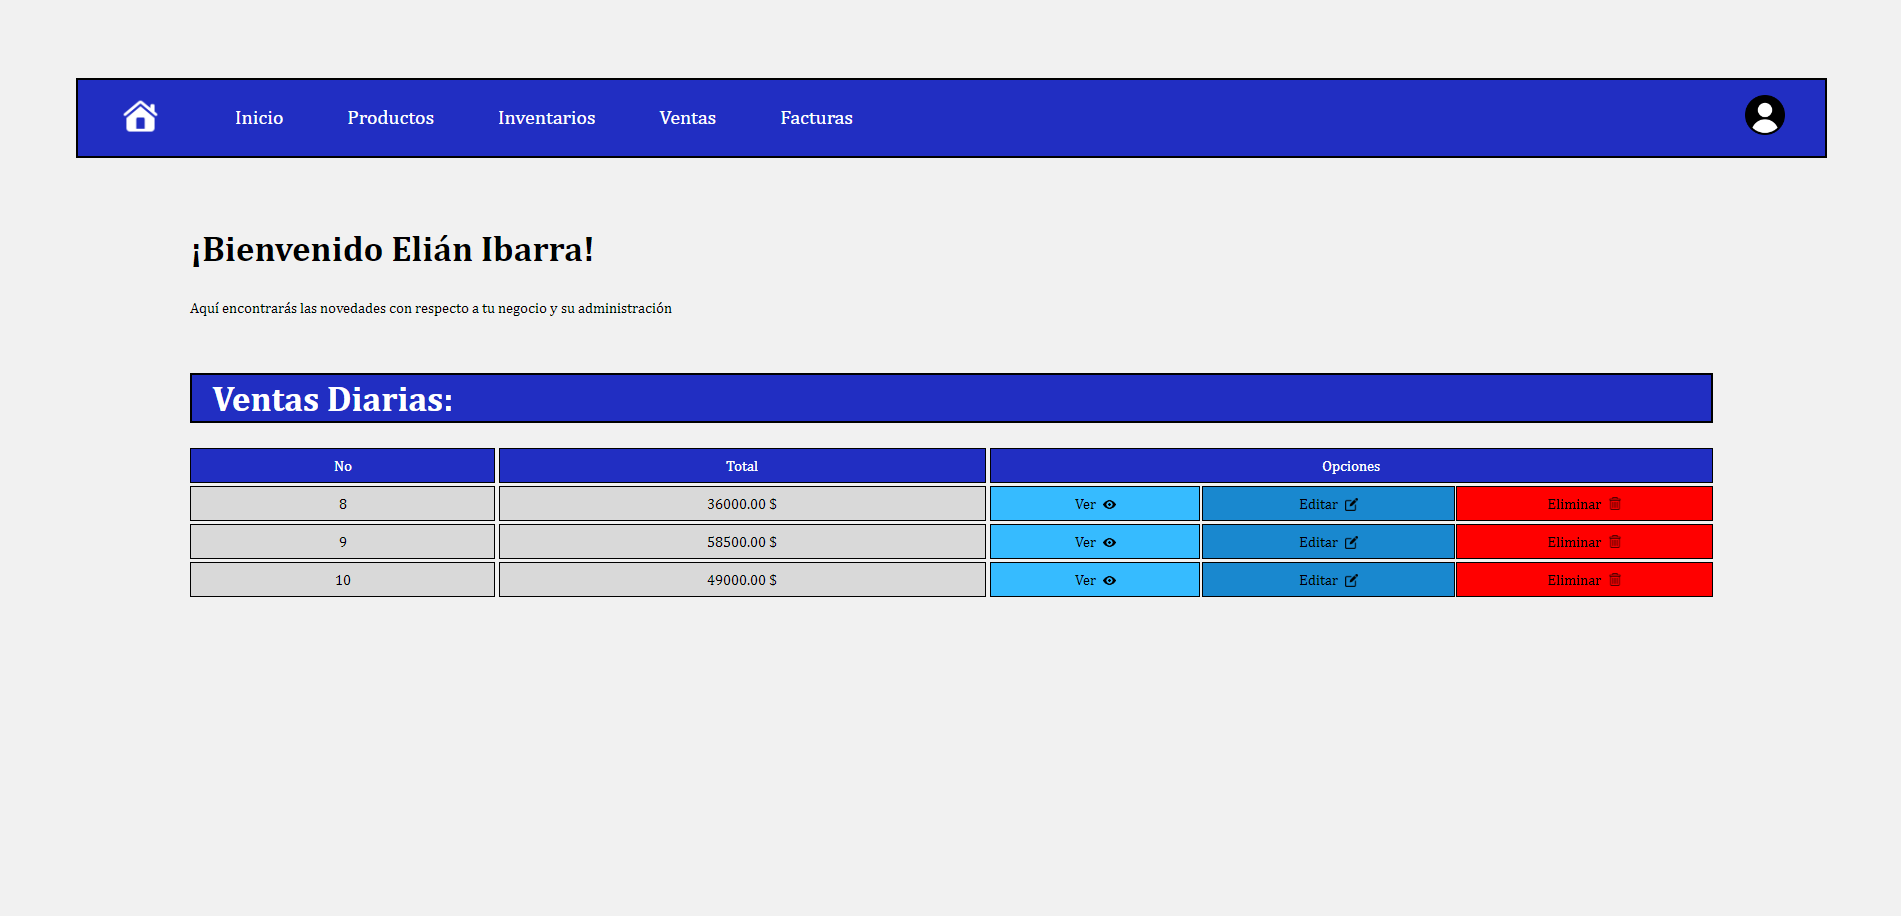 Inicio Productos Inventarios Ventas Facturas
¡Bienvenido Elián Ibarra!
Aquí encontrarás las novedades con respecto a tu negocio y su administración
Ventas Diarias:
No Total Opciones
8 36000.00 $ Ver Editar Eliminar
9 58500.00 $ Ver Editar Eliminar
10 49000.00 $ Ver Editar Eliminar